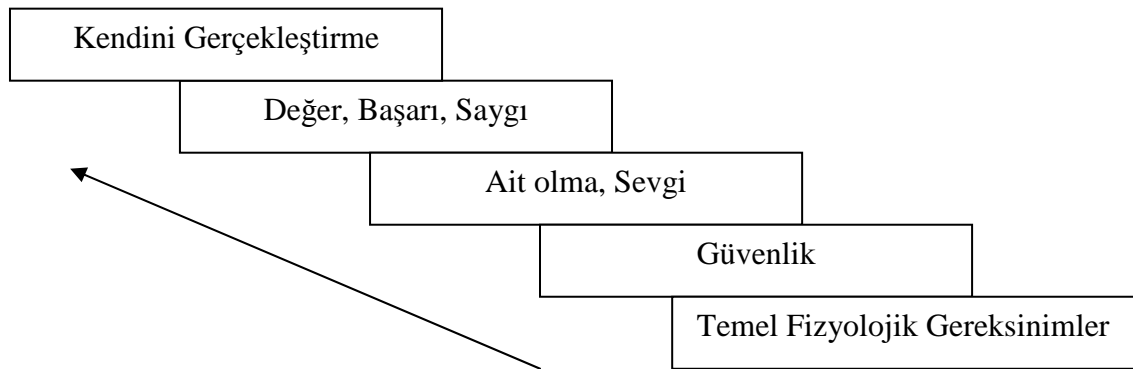 Kendini Gerçekleştirme
Değer, Başarı, Saygı
Ait olma, Sevgi
Güvenlik
Temel Fizyolojik Gereksinimler